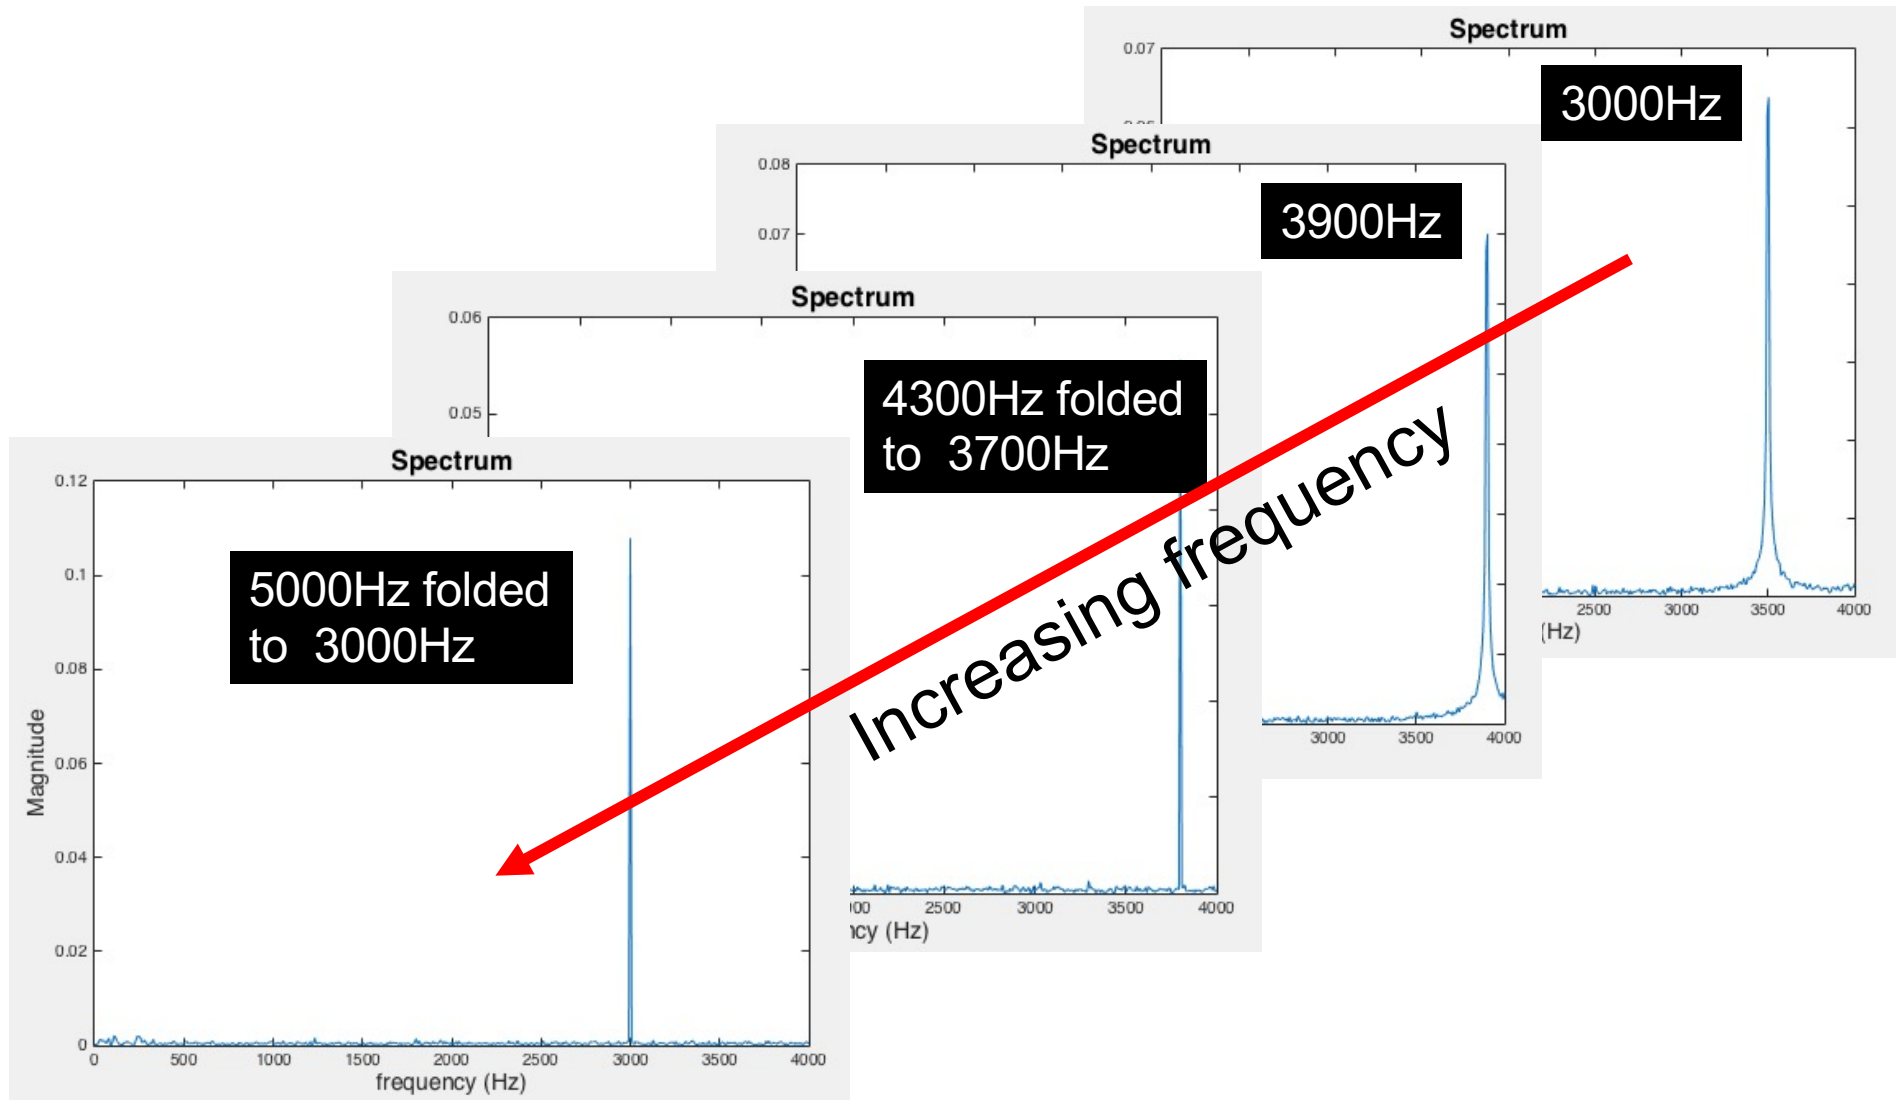 Spectrum
0.07
3000Hz
2500
3000
3500
4000
(Hz)
Spectrum
0.08
0.07
3900Hz
3000
3500
4000
Spectrum
0.06
0.05
4300Hz folded
to 3700Hz
2500
3000
3500
4000
ncy (Hz)
Increasing frequency
Spectrum
0.12
0.1
0.08
0.06
0.04
0.02
0
Magnitude
5000Hz folded
to 3000Hz
0 500 1000 1500 2000 2500 3000 3500 4000
frequency (Hz)